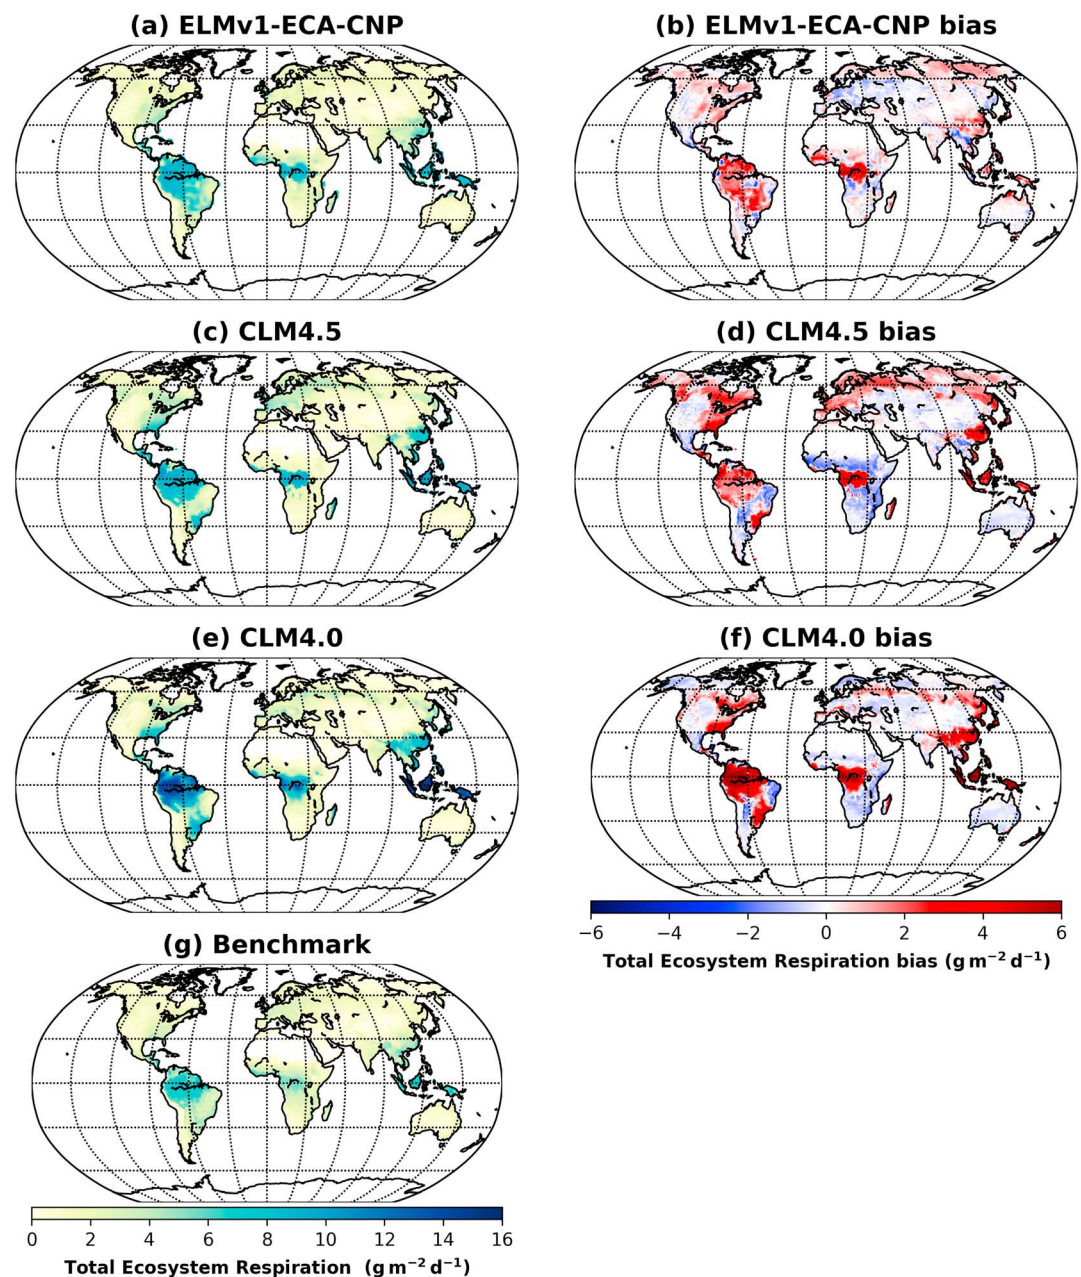 (a) ELMv1-ECA-CNP
(b) ELMv1-ECA-CNP bias
(c) CLM4.5
(d) CLM4.5 bias
(e) CLM4.0
(f) CLM4.0 bias
−6 −4 −2 0 2 4 6
Total Ecosystem Respiration bias (g m⁻² d⁻¹)
(g) Benchmark
0 2 4 6 8 10 12 14 16
Total Ecosystem Respiration (g m⁻² d⁻¹)